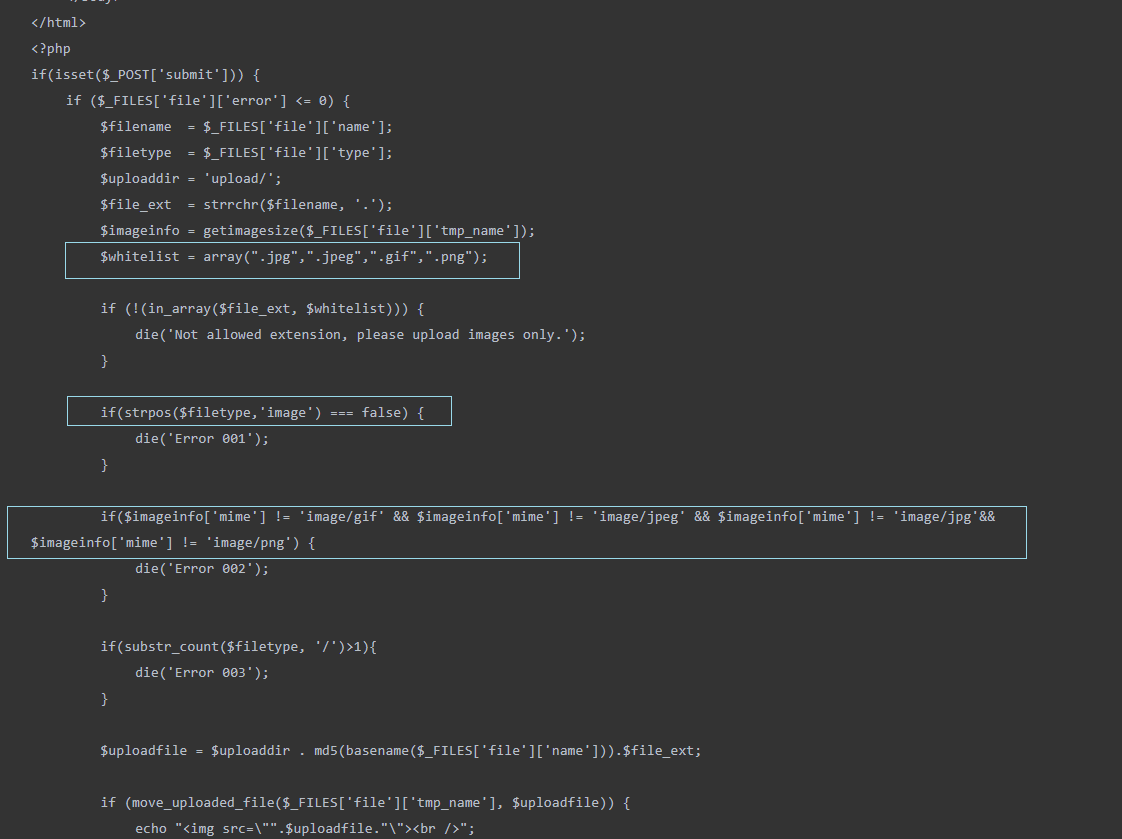 </html>
<?php
if(isset($_POST['submit'])) {
if ($_FILES['file']['error'] <= 0) {
$filename  = $_FILES['file']['name'];
$filetype  = $_FILES['file']['type'];
$uploaddir = 'upload/';
$file_ext  = strrchr($filename, '.');
$imageinfo = getimagesize($_FILES['file']['tmp_name']);
$whitelist = array(".jpg",".jpeg",".gif",".png");
if (!(in_array($file_ext, $whitelist))) {
die('Not allowed extension, please upload images only.');
}
if(strpos($filetype,'image') === false) {
die('Error 001');
}
if($imageinfo['mime'] != 'image/gif' && $imageinfo['mime'] != 'image/jpeg' && $imageinfo['mime'] != 'image/jpg'&&
$imageinfo['mime'] != 'image/png') {
die('Error 002');
}
if(substr_count($filetype, '/')>1){
die('Error 003');
}
$uploadfile = $uploaddir . md5(basename($_FILES['file']['name'])).$file_ext;
if (move_uploaded_file($_FILES['file']['tmp_name'], $uploadfile)) {
echo "<img src=\"".$uploadfile."\"><br />";